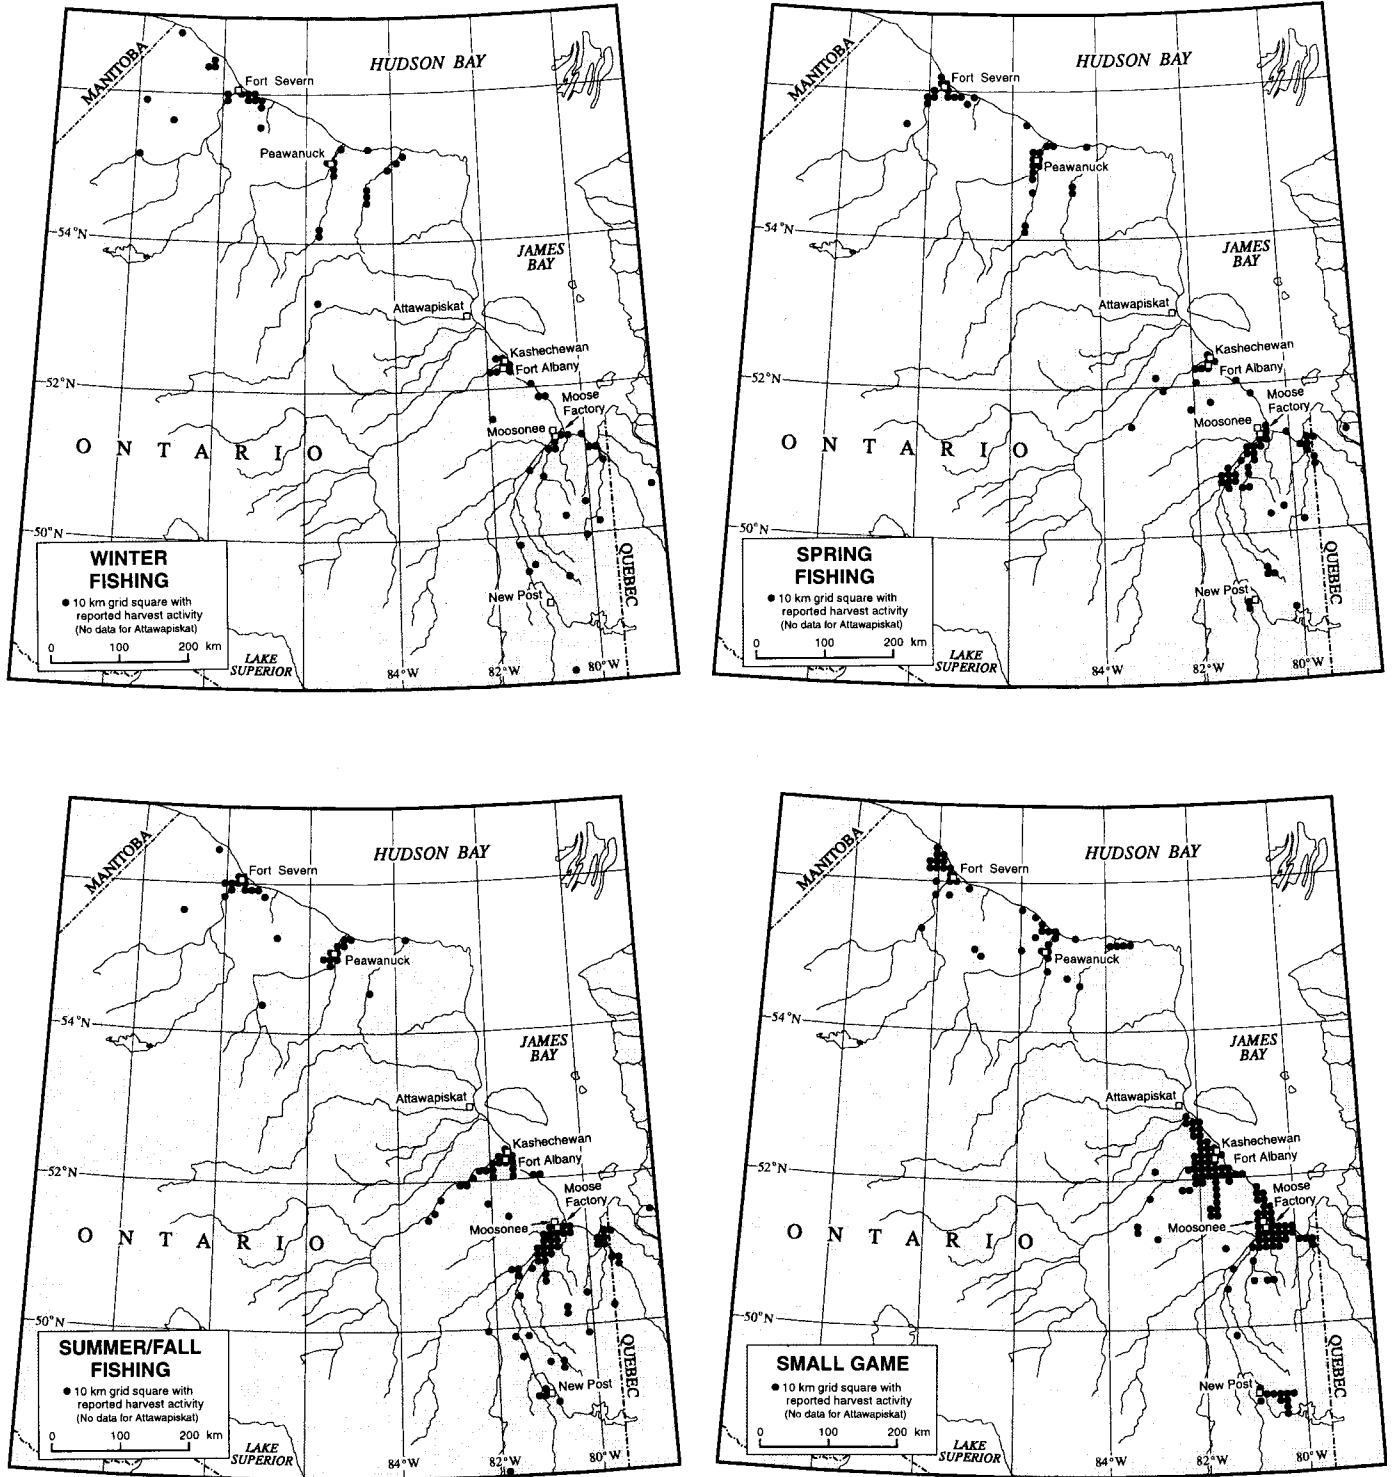 MANITOBA
HUDSON BAY
Fort Severn
Peawanuck
54°N
JAMES
BAY
Attawapiskat
Kashechewan
Fort Albany
52°N
Moose
Factory
Moosonee
ONTARIO
50°N
WINTER
FISHING
● 10 km grid square with
reported harvest activity
(No data for Attawapiskat)
0 100 200 km
New Post
QUEBEC
LAKE
SUPERIOR
84°W
82°W
80°W
MANITOBA
HUDSON BAY
Fort Severn
Peawanuck
54°N
JAMES
BAY
Attawapiskat
Kashechewan
Fort Albany
52°N
Moose
Factory
Moosonee
ONTARIO
50°N
SPRING
FISHING
● 10 km grid square with
reported harvest activity
(No data for Attawapiskat)
0 100 200 km
New Post
QUEBEC
LAKE
SUPERIOR
84°W
82°W
80°W
MANITOBA
HUDSON BAY
Fort Severn
Peawanuck
54°N
JAMES
BAY
Attawapiskat
Kashechewan
Fort Albany
52°N
Moose
Factory
Moosonee
ONTARIO
50°N
SUMMER/FALL
FISHING
● 10 km grid square with
reported harvest activity
(No data for Attawapiskat)
0 100 200 km
New Post
QUEBEC
LAKE
SUPERIOR
84°W
82°W
80°W
MANITOBA
HUDSON BAY
Fort Severn
Peawanuck
54°N
JAMES
BAY
Attawapiskat
Kashechewan
Fort Albany
52°N
Moose
Factory
Moosonee
ONTARIO
50°N
SMALL GAME
● 10 km grid square with
reported harvest activity
(No data for Attawapiskat)
0 100 200 km
New Post
QUEBEC
LAKE
SUPERIOR
84°W
82°W
80°W